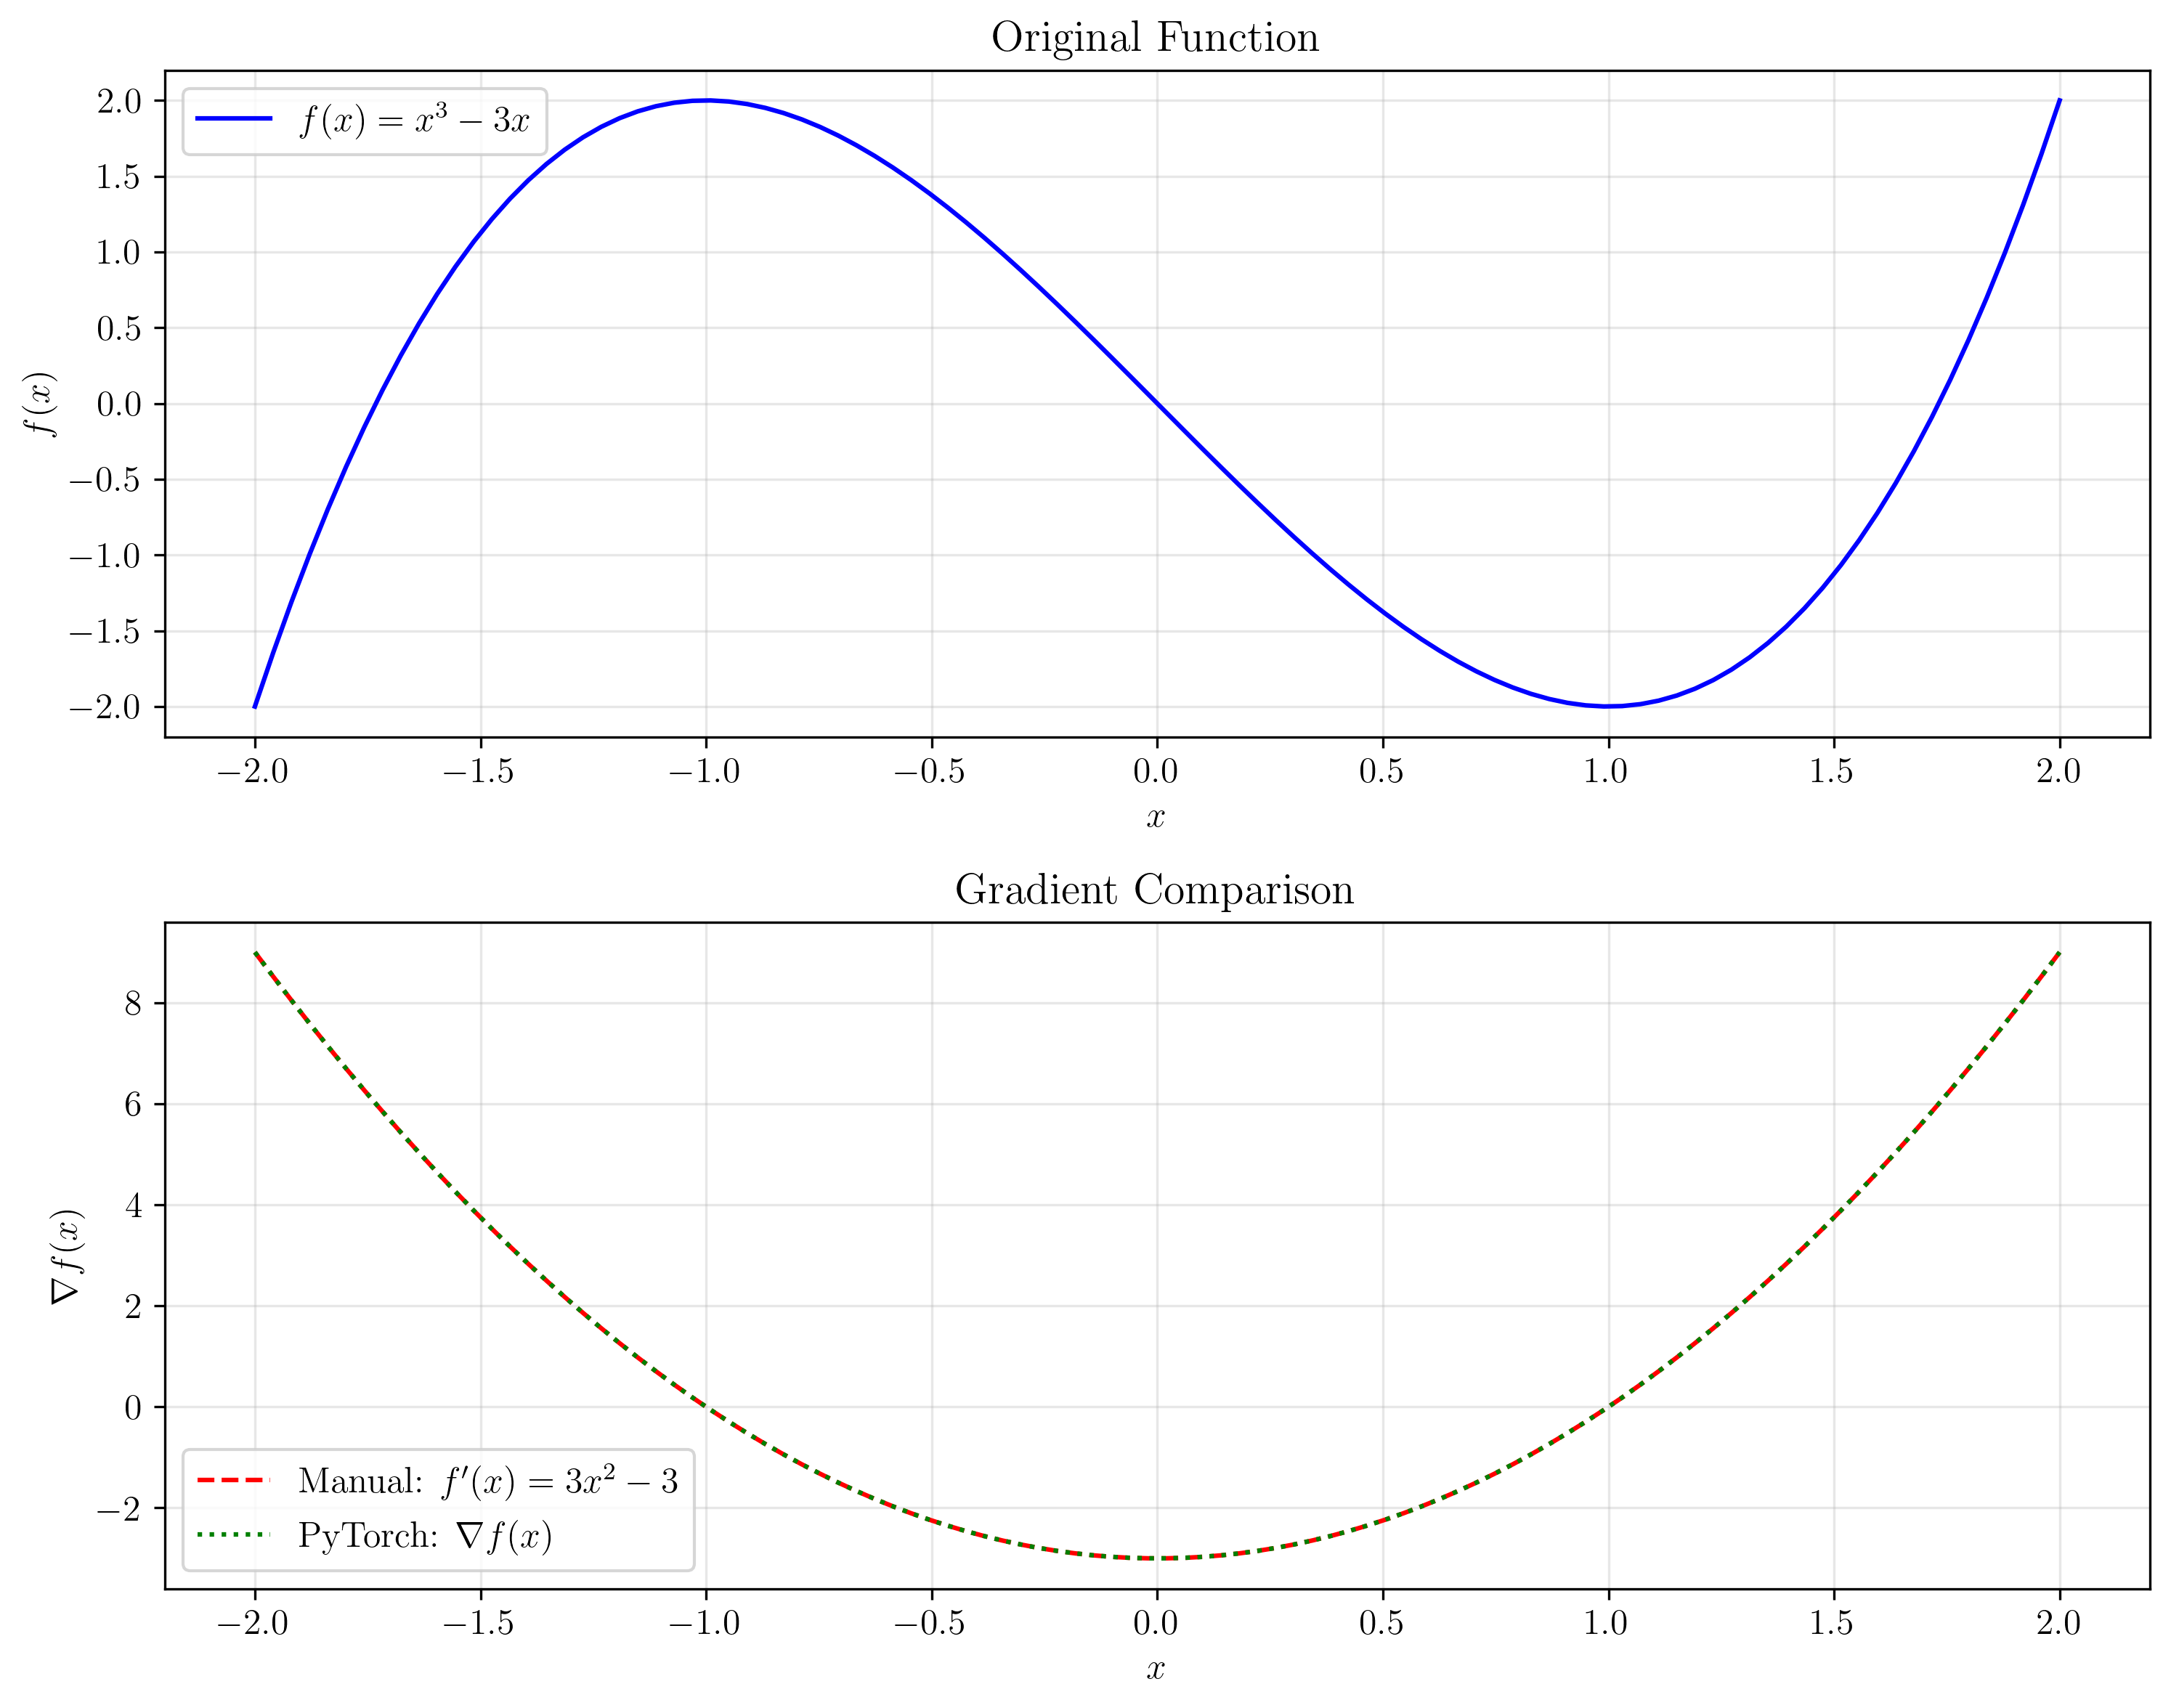 Original Function
f(x) = x³ − 3x
2.0
1.5
1.0
0.5
0.0
−0.5
−1.0
−1.5
−2.0
f(x)
−2.0 −1.5 −1.0 −0.5 0.0 0.5 1.0 1.5 2.0
x
Gradient Comparison
8
6
4
2
0
−2
∇f(x)
Manual: f′(x) = 3x² − 3
PyTorch: ∇f(x)
−2.0 −1.5 −1.0 −0.5 0.0 0.5 1.0 1.5 2.0
x